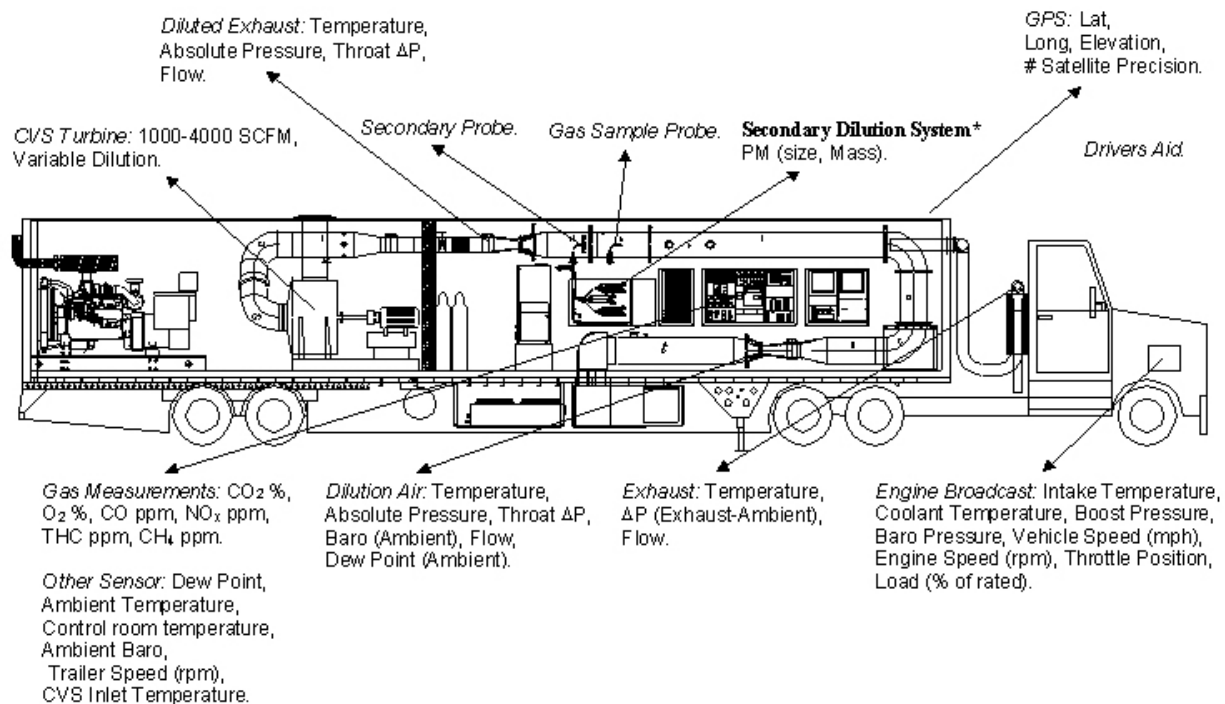 Diluted Exhaust: Temperature,
Absolute Pressure, Throat ΔP,
Flow.
GPS: Lat,
Long, Elevation,
# Satellite Precision.
CVS Turbine: 1000-4000 SCFM,
Variable Dilution.
Secondary Probe.
Gas Sample Probe.
Secondary Dilution System*
PM (size, Mass).
Drivers Aid.
Gas Measurements: CO₂ %,
O₂ %, CO ppm, NOₓ ppm,
THC ppm, CH₄ ppm.
Other Sensor: Dew Point,
Ambient Temperature,
Control room temperature,
Ambient Baro,
Trailer Speed (rpm),
CVS Inlet Temperature.
Dilution Air: Temperature,
Absolute Pressure, Throat ΔP,
Baro (Ambient), Flow,
Dew Point (Ambient).
Exhaust: Temperature,
ΔP (Exhaust-Ambient),
Flow.
Engine Broadcast: Intake Temperature,
Coolant Temperature, Boost Pressure,
Baro Pressure, Vehicle Speed (mph),
Engine Speed (rpm), Throttle Position,
Load (% of rated).